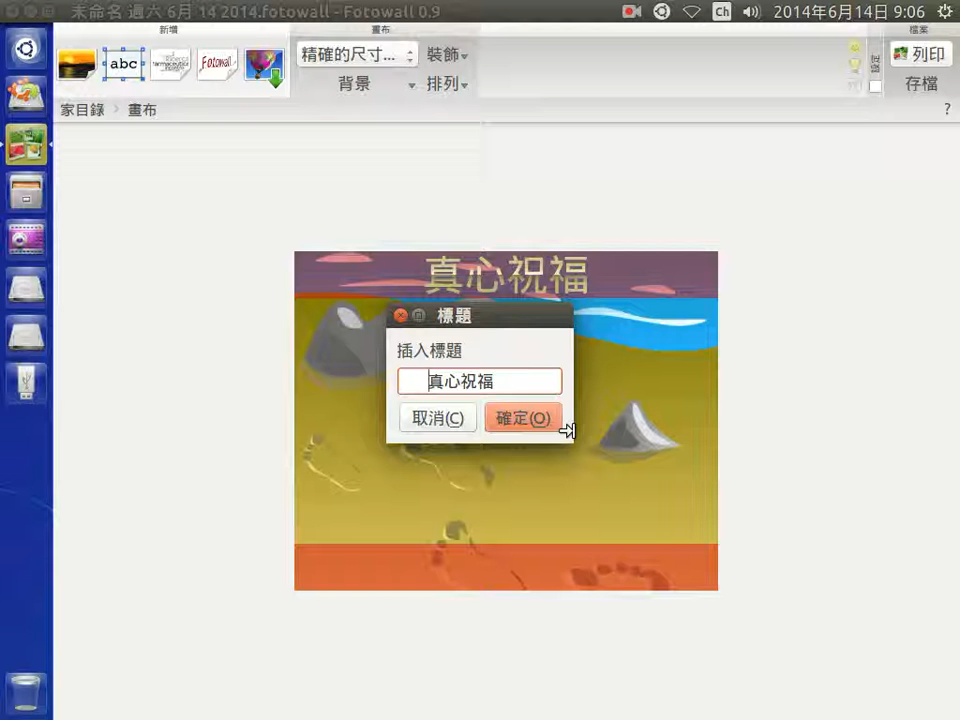 未命名 週六 6月 14 2014.fotowall - Fotowall 0.9
Ch
2014年6月14日 9:06
新增
畫布
檔案
abc
Fotowall
精確的尺寸...
裝飾
背景
排列
設定
列印
存檔
家目錄
畫布
?
真心祝福
標題
插入標題
真心祝福
取消(C)
確定(O)